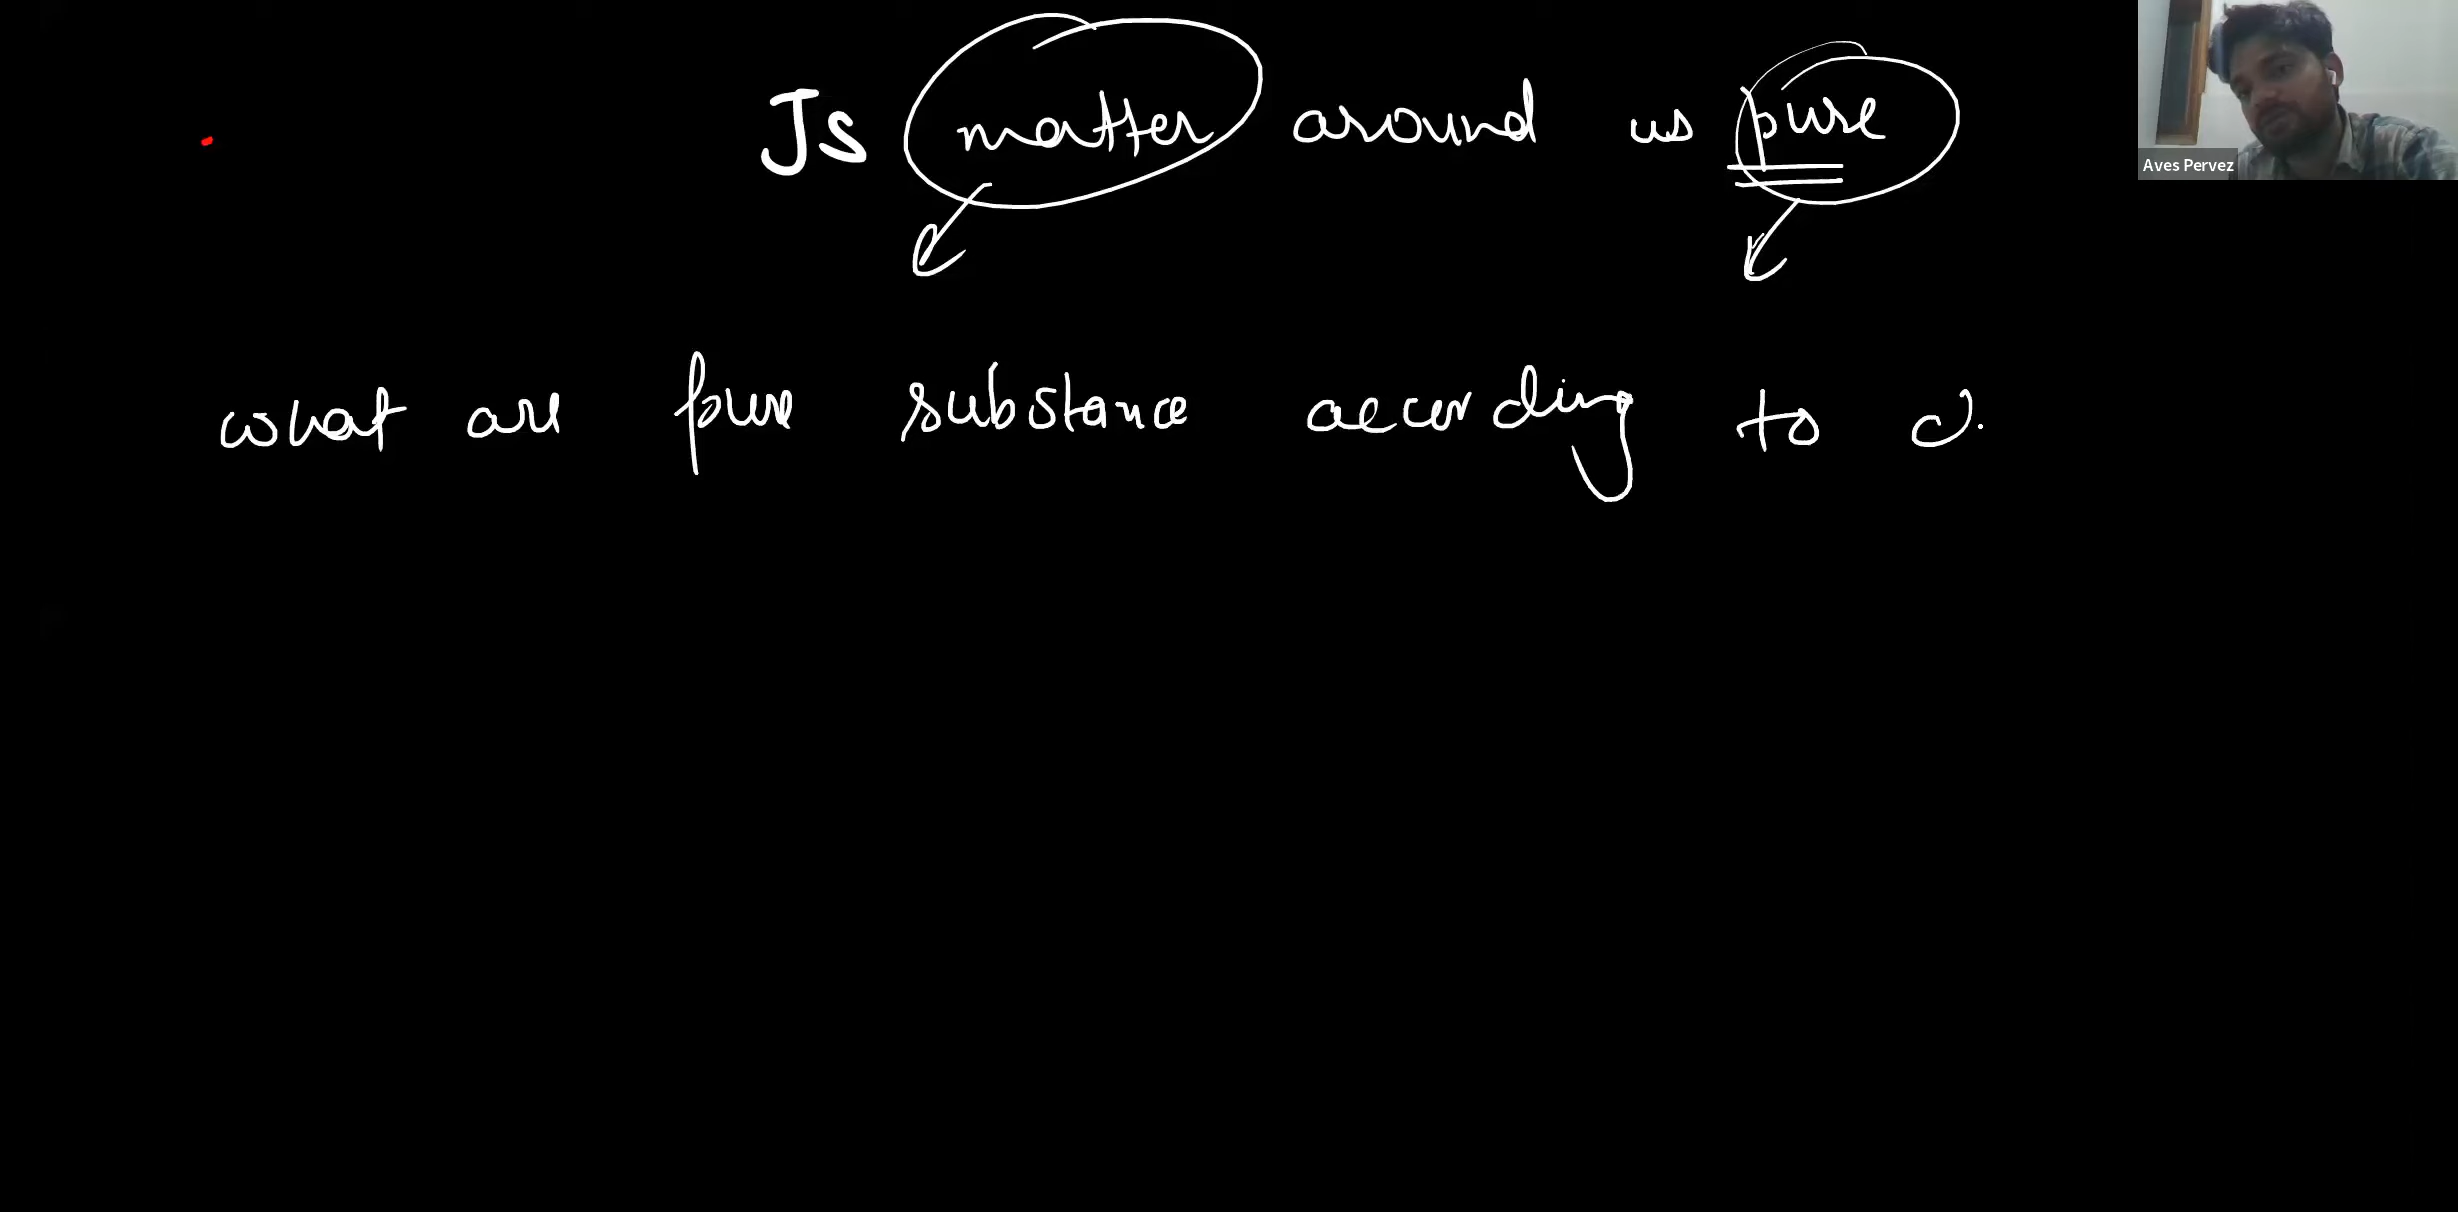 Is matter around us pure
Aves Pervez
what are pure substance according to